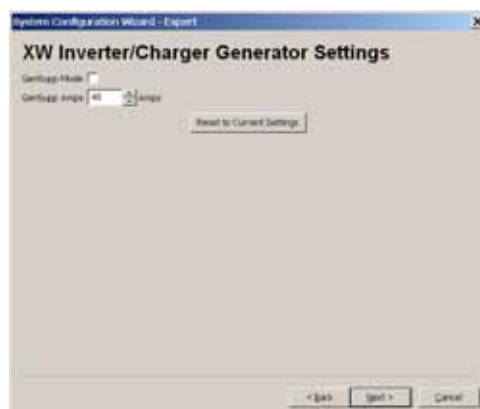 System Configuration Wizard - Expert
XW Inverter/Charger Generator Settings
GenSupp Mode
GenSupp Amps 48 Amps
Reset to Current Settings
< Back Next > Cancel